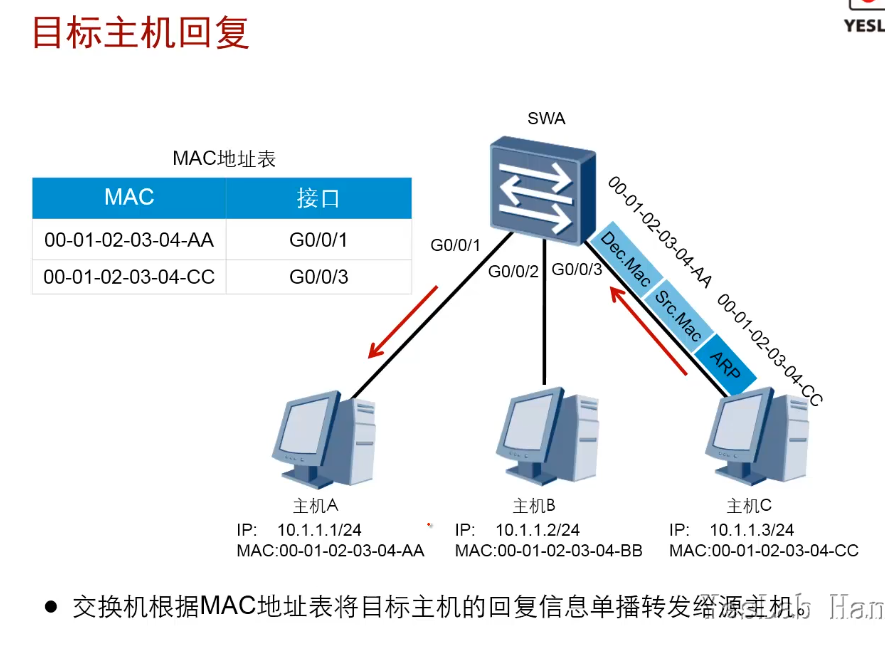 目标主机回复
YESL
SWA
MAC地址表
MAC 接口
00-01-02-03-04-AA G0/0/1
00-01-02-03-04-CC G0/0/3
G0/0/1
G0/0/2
G0/0/3
Dec.Mac
Src.Mac
ARP
00-01-02-03-04-AA
00-01-02-03-04-CC
主机A
IP: 10.1.1.1/24
MAC:00-01-02-03-04-AA
主机B
IP: 10.1.1.2/24
MAC:00-01-02-03-04-BB
主机C
IP: 10.1.1.3/24
MAC:00-01-02-03-04-CC
● 交换机根据MAC地址表将目标主机的回复信息单播转发给源主机。
YesLab Han